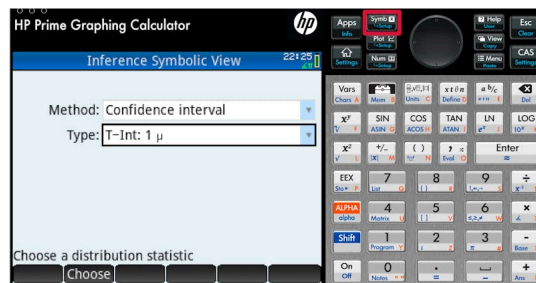 HP Prime Graphing Calculator
hp
Inference Symbolic View
22:25
Method: Confidence interval
Type: T-Int: 1 μ
Choose a distribution statistic
Choose
Apps
Info
Symb
Setup
Plot
Setup
Num
Setup
Settings
Help
User
View
Copy
Menu
Paste
Esc
Clear
CAS
Settings
Vars
Chars A
Mem B
Units C
x t θ n
Define D
a b/c
Del
SIN
ASIN G
COS
ACOS H
TAN
ATAN I
LN
LOG
+/-
|x| M
( )
N
Eval O
Enter
≈
EEX
Sto ▸ P
7
List Q
8
{ } R
9
S
÷
ALPHA
alpha
4
Matrix U
5
[ ] V
6
W
×
Shift
1
Program Y
2
i Z
3
π #
-
Base
On
Off
0
Notes
.
=
+
Ans